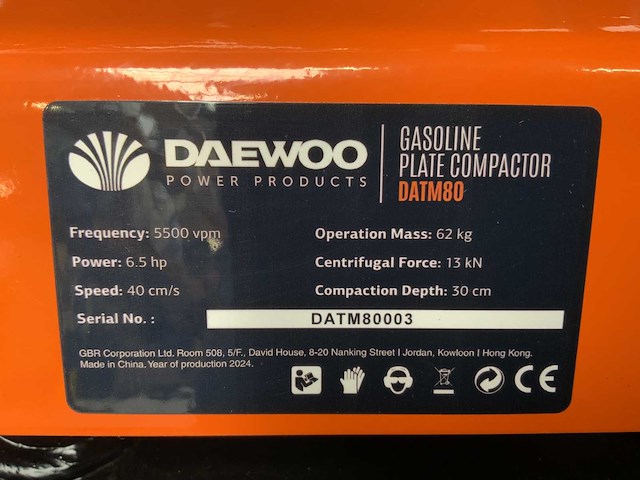 DAEWOO
POWER PRODUCTS
GASOLINE
PLATE COMPACTOR
DATM80
Frequency: 5500 vpm
Operation Mass: 62 kg
Power: 6.5 hp
Centrifugal Force: 13 kN
Speed: 40 cm/s
Compaction Depth: 30 cm
Serial No. : DATM80003
GBR Corporation Ltd. Room 508, 5/F., David House, 8-20 Nanking Street I Jordan, Kowloon I Hong Kong.
Made in China. Year of production 2024.
CE